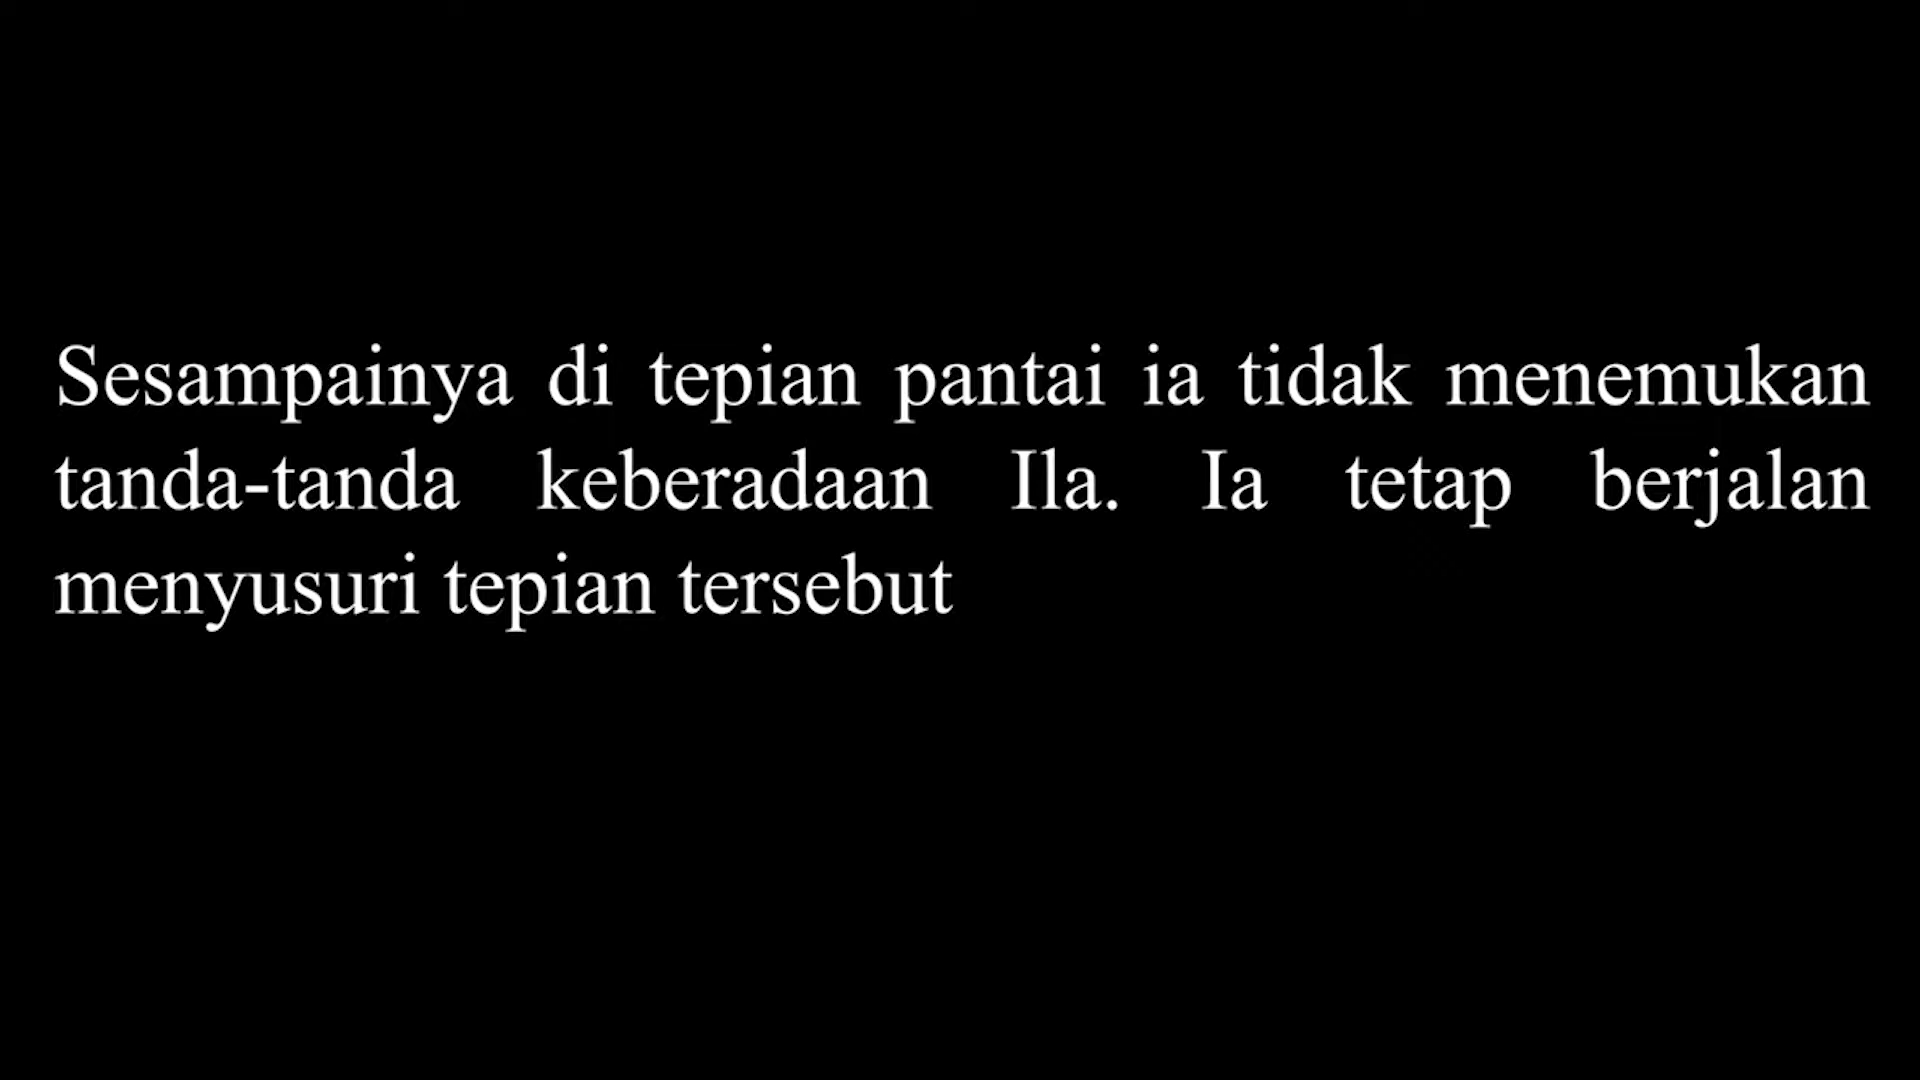 Sesampainya di tepian pantai ia tidak menemukan
tanda-tanda keberadaan Ila. Ia tetap berjalan
menyusuri tepian tersebut